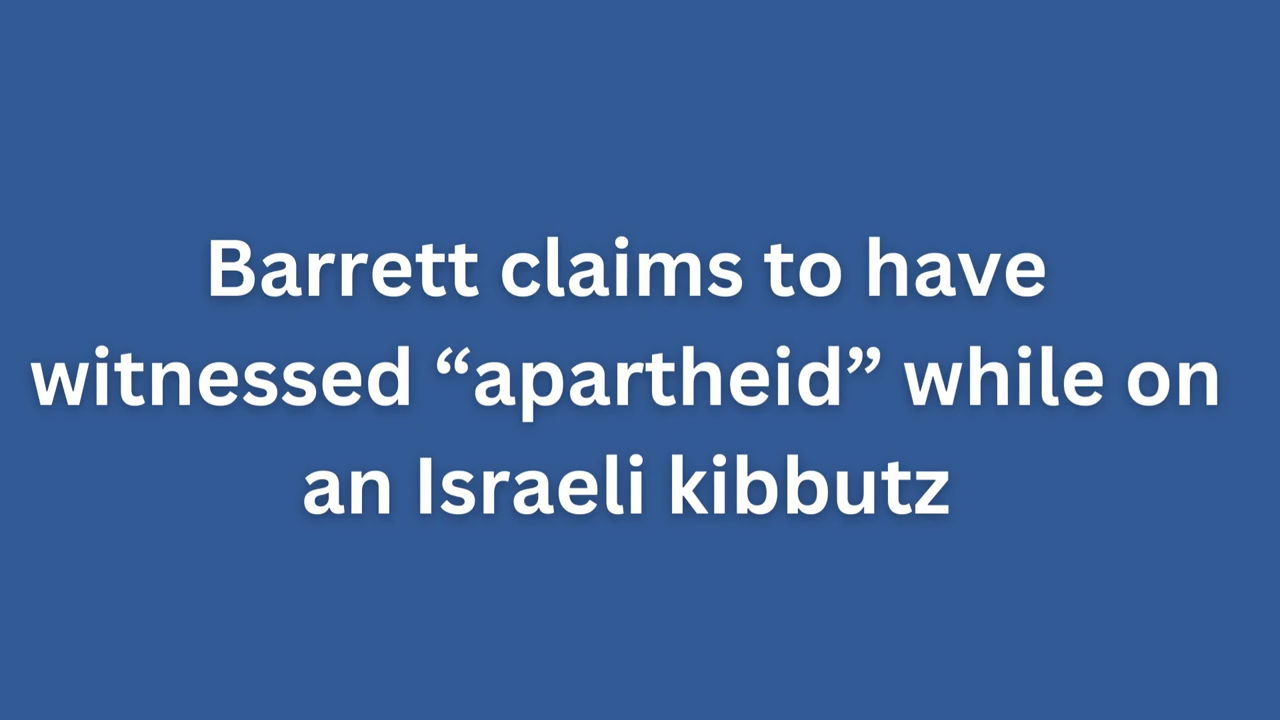 Barrett claims to have
witnessed “apartheid” while on
an Israeli kibbutz